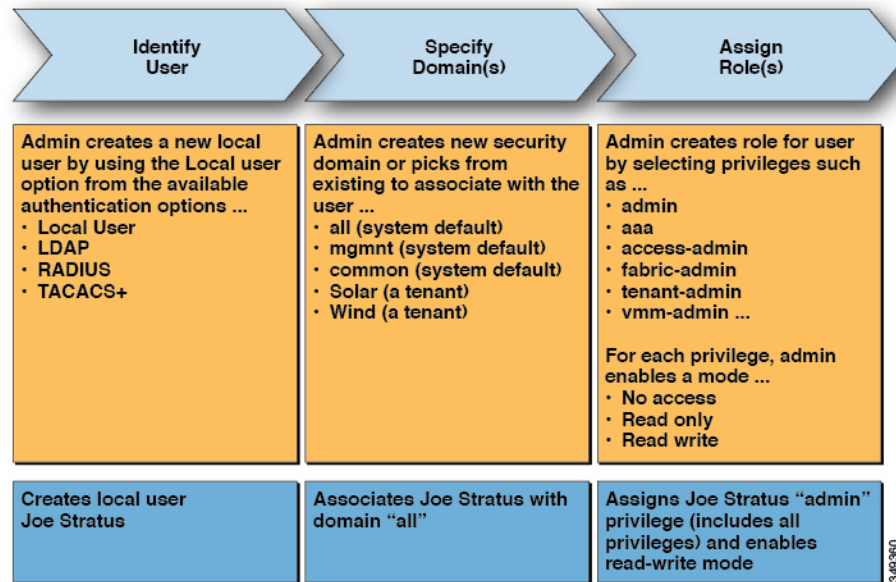 Identify
User
Specify
Domain(s)
Assign
Role(s)
Admin creates a new local
user by using the Local user
option from the available
authentication options ...
• Local User
• LDAP
• RADIUS
• TACACS+
Admin creates new security
domain or picks from
existing to associate with the
user ...
• all (system default)
• mgmnt (system default)
• common (system default)
• Solar (a tenant)
• Wind (a tenant)
Admin creates role for user
by selecting privileges such
as ...
• admin
• aaa
• access-admin
• fabric-admin
• tenant-admin
• vmm-admin ...
For each privilege, admin
enables a mode ...
• No access
• Read only
• Read write
Creates local user
Joe Stratus
Associates Joe Stratus with
domain “all”
Assigns Joe Stratus “admin”
privilege (includes all
privileges) and enables
read-write mode